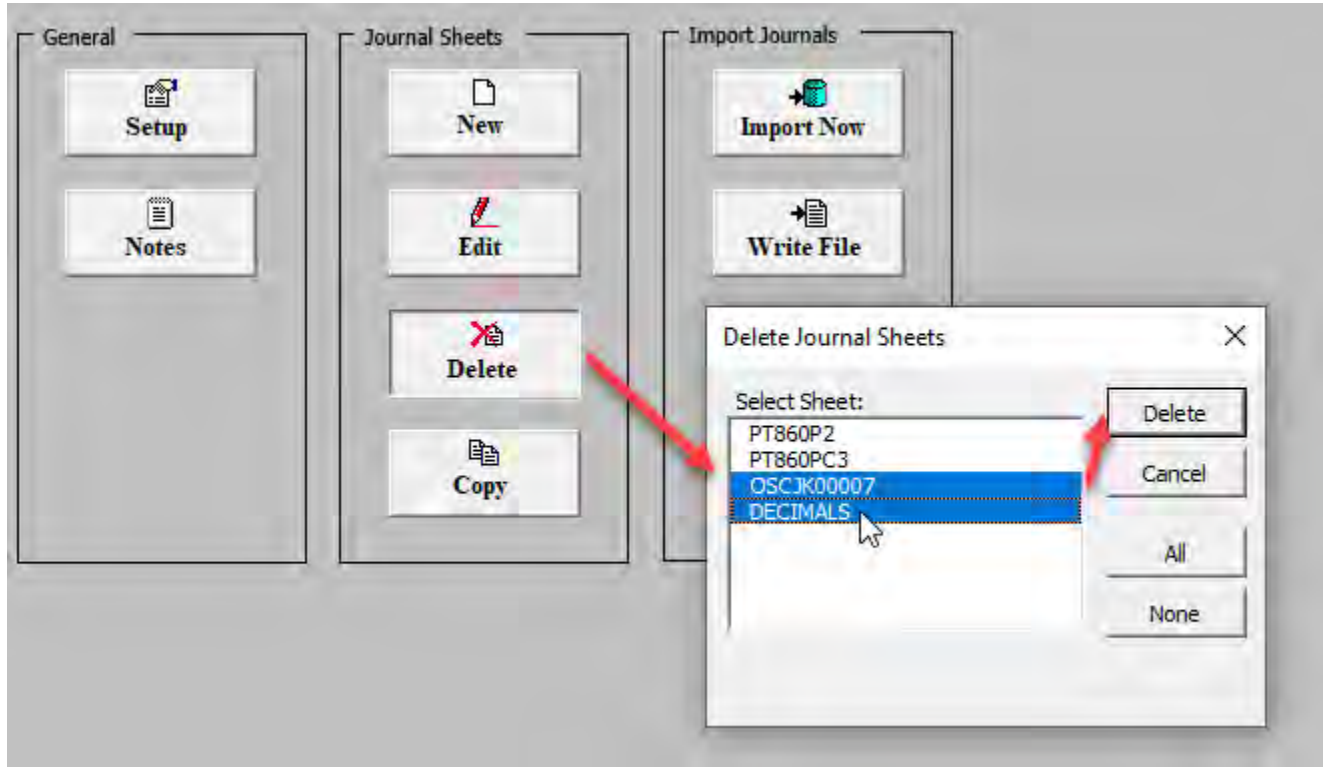 General
Setup
Notes
Journal Sheets
New
Edit
Delete
Copy
Import Journals
Import Now
Write File
Delete Journal Sheets
Select Sheet:
PT860P2
PT860PC3
OSCJK00007
DECIMALS
Delete
Cancel
All
None